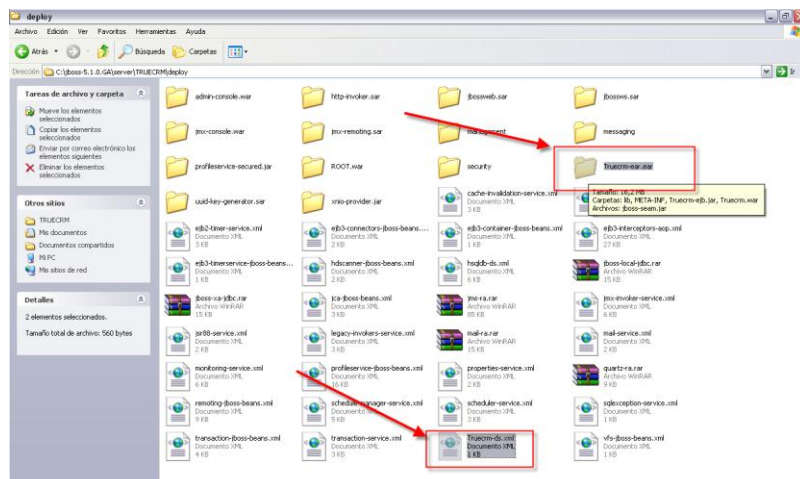 deploy
Archivo Edición Ver Favoritos Herramientas Ayuda
Atrás Búsqueda Carpetas
Dirección C:\jboss-5.1.0.GA\server\TRUECRM\deploy Ir
Tareas de archivo y carpeta
Mueve los elementos seleccionados
Copiar los elementos seleccionados
Enviar por correo electrónico los elementos siguientes
Eliminar los elementos seleccionados
Otros sitios
TRUECRM
Mis documentos
Documentos compartidos
Mi PC
Mis sitios de red
Detalles
2 elementos seleccionados.
Tamaño total de archivo: 560 bytes
admin-console.war
http-invoker.sar
jbossweb.sar
jbossws.sar
jmx-console.war
jmx-remoting.sar
management
messaging
profileservice-secured.jar
ROOT.war
security
Truecrm-ear.ear
uuid-key-generator.sar
xnio-provider.jar
cache-invalidation-service.xml
Documento XML
3 KB
Tamaño: 16,2 MB
Carpetas: lib, META-INF, Truecrm-ejb.jar, Truecrm.war
Archivos: jboss-seam.jar
ejb2-timer-service.xml
Documento XML
3 KB
ejb3-connectors-jboss-beans....
Documento XML
2 KB
ejb3-container-jboss-beans.xml
Documento XML
1 KB
ejb3-interceptors-aop.xml
Documento XML
27 KB
ejb3-timerservice-jboss-beans...
Documento XML
1 KB
hdscanner-jboss-beans.xml
Documento XML
2 KB
hsqldb-ds.xml
Documento XML
6 KB
jboss-local-jdbc.rar
Archivo WinRAR
15 KB
jboss-xa-jdbc.rar
Archivo WinRAR
15 KB
jca-jboss-beans.xml
Documento XML
3 KB
jms-ra.rar
Archivo WinRAR
85 KB
jmx-invoker-service.xml
Documento XML
6 KB
jsr88-service.xml
Documento XML
2 KB
legacy-invokers-service.xml
Documento XML
3 KB
mail-ra.rar
Archivo WinRAR
15 KB
mail-service.xml
Documento XML
2 KB
monitoring-service.xml
Documento XML
6 KB
profileservice-jboss-beans.xml
Documento XML
16 KB
properties-service.xml
Documento XML
2 KB
quartz-ra.rar
Archivo WinRAR
9 KB
remoting-jboss-beans.xml
Documento XML
9 KB
schedule-manager-service.xml
Documento XML
5 KB
scheduler-service.xml
Documento XML
3 KB
sqlexception-service.xml
Documento XML
1 KB
transaction-jboss-beans.xml
Documento XML
4 KB
transaction-service.xml
Documento XML
3 KB
Truecrm-ds.xml
Documento XML
1 KB
vfs-jboss-beans.xml
Documento XML
1 KB